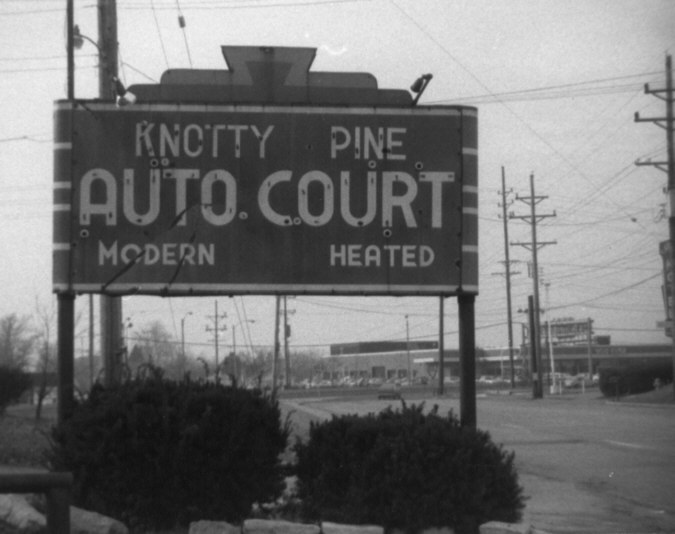 KNOTTY PINE
AUTO COURT
MODERN HEATED